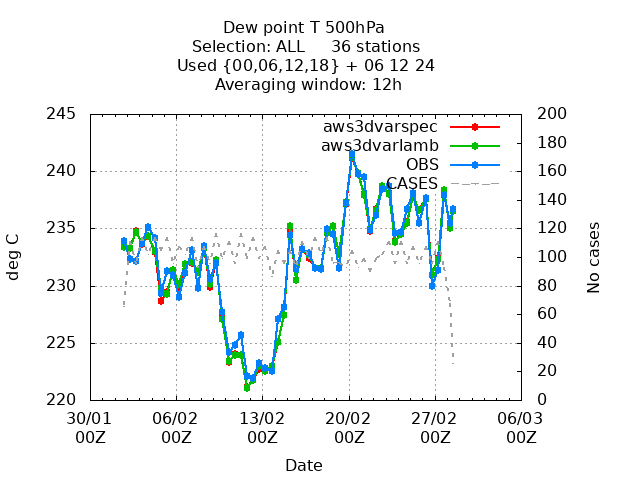 Dew point T 500hPa
Selection: ALL 36 stations
Used {00,06,12,18} + 06 12 24
Averaging window: 12h
aws3dvarspec
aws3dvarlamb
OBS
CASES
deg C
245
240
235
230
225
220
No cases
200
180
160
140
120
100
80
60
40
20
0
30/01 06/02 13/02 20/02 27/02 06/03
00Z 00Z 00Z 00Z 00Z 00Z
Date